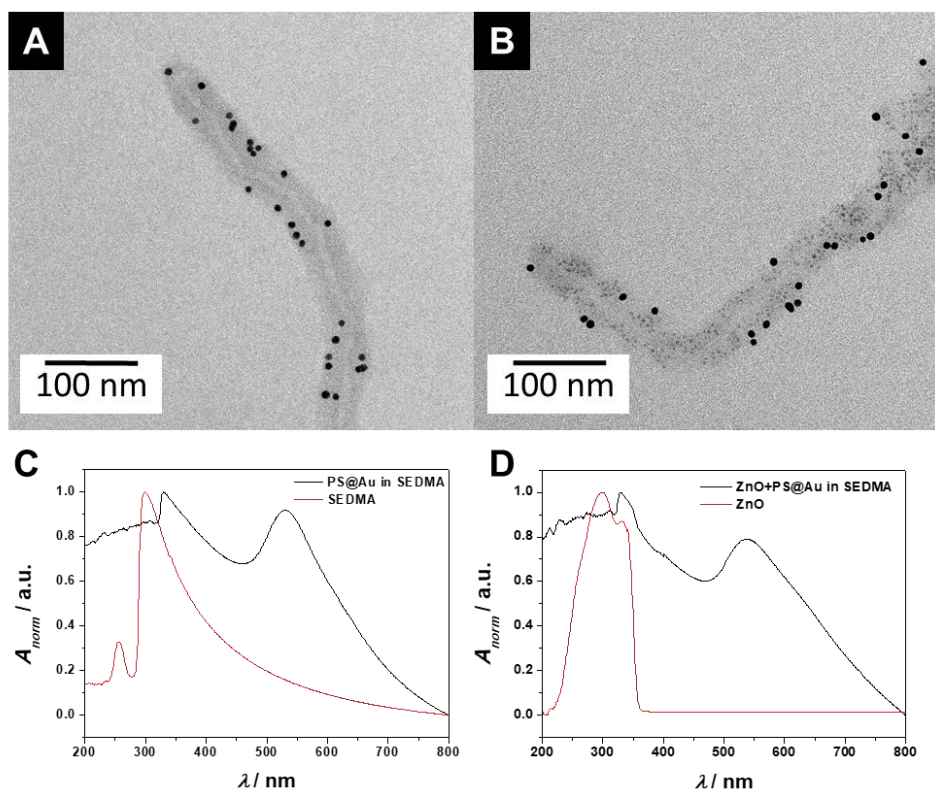 A
B
100 nm
100 nm
C
D
PS@Au in SEDMA
SEDMA
ZnO+PS@Au in SEDMA
ZnO
1.0
0.8
0.6
0.4
0.2
0.0
A_norm / a.u.
200 300 400 500 600 700 800
λ / nm
1.0
0.8
0.6
0.4
0.2
0.0
A_norm / a.u.
200 300 400 500 600 700 800
λ / nm